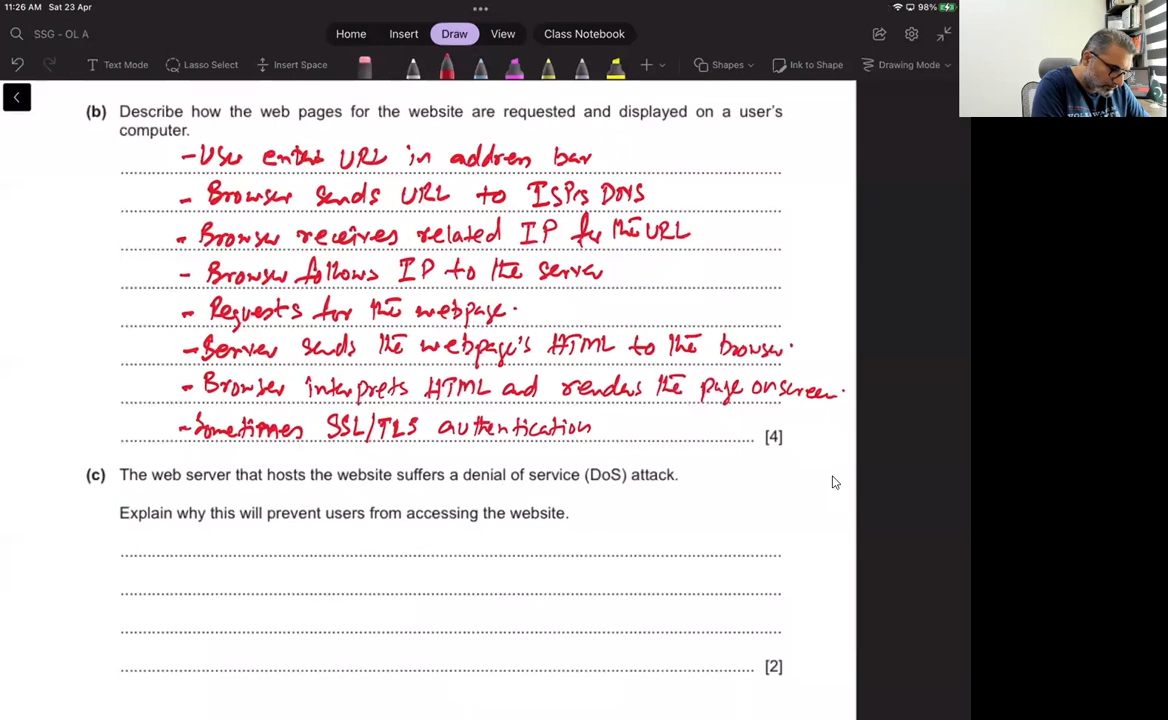 11:26 AM Sat 23 Apr
98%
SSG - OL A
Home Insert Draw View Class Notebook
Text Mode Lasso Select Insert Space Shapes Ink to Shape Drawing Mode
(b) Describe how the web pages for the website are requested and displayed on a user's
computer.
- User enters URL in address bar
- Browser sends URL to ISP's DNS
- Browser receives related IP for the URL
- Browser follows IP to the server
- Requests for the webpage.
- Server sends the webpage's HTML to the browser.
- Browser interprets HTML and renders the page on screen.
- Sometimes SSL/TLS authentication
[4]
(c) The web server that hosts the website suffers a denial of service (DoS) attack.
Explain why this will prevent users from accessing the website.
[2]